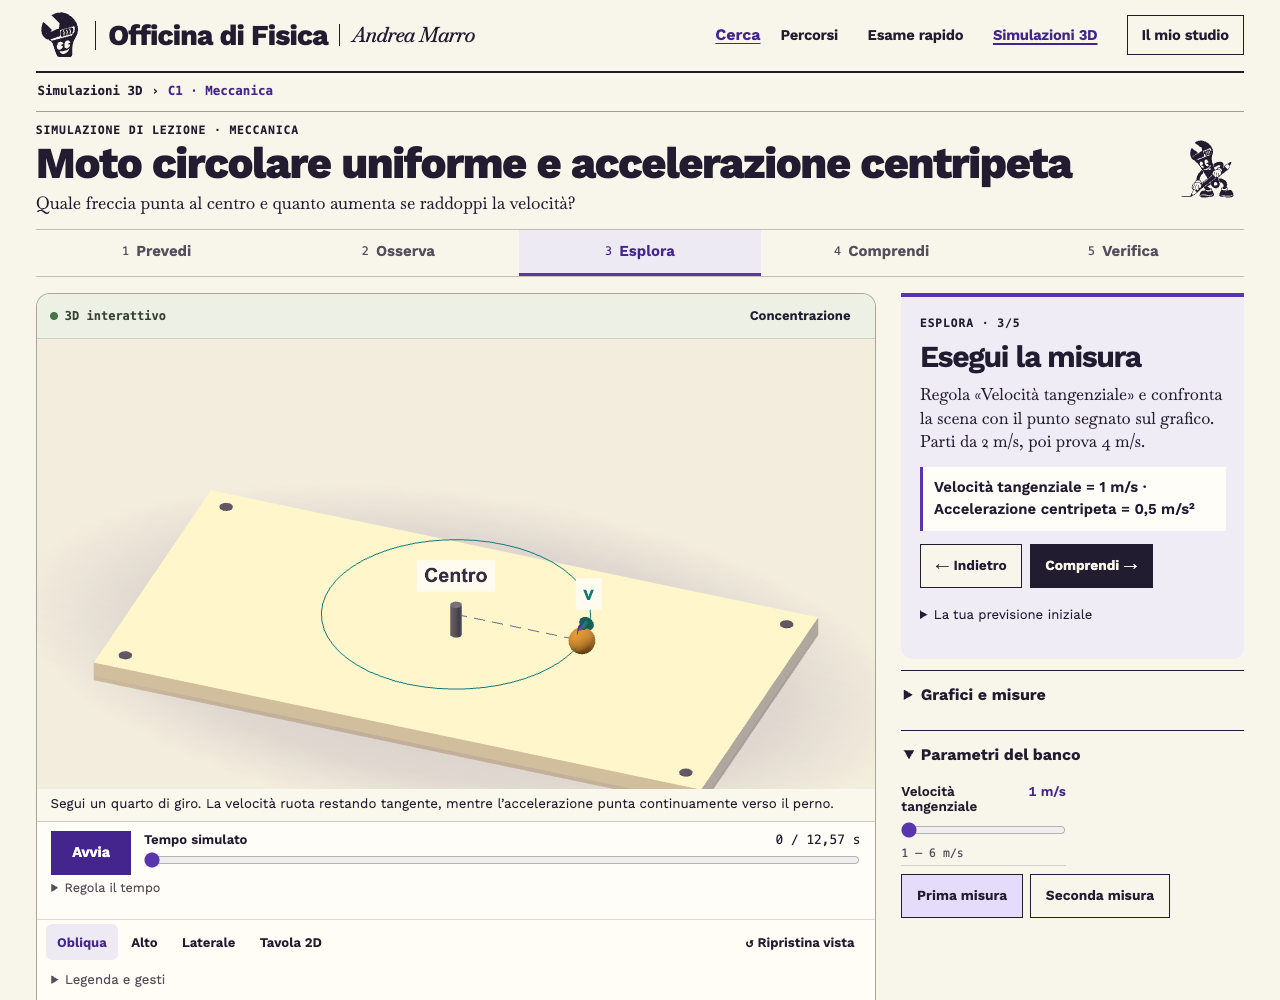 Officina di Fisica
Andrea Marro
Cerca
Percorsi
Esame rapido
Simulazioni 3D
Il mio studio
Simulazioni 3D › C1 · Meccanica
SIMULAZIONE DI LEZIONE · MECCANICA
Moto circolare uniforme e accelerazione centripeta
Quale freccia punta al centro e quanto aumenta se raddoppi la velocità?
1 Prevedi
2 Osserva
3 Esplora
4 Comprendi
5 Verifica
3D interattivo
Concentrazione
Centro
v
Segui un quarto di giro. La velocità ruota restando tangente, mentre l’accelerazione punta continuamente verso il perno.
Avvia
Tempo simulato
0 / 12,57 s
▶ Regola il tempo
Obliqua
Alto
Laterale
Tavola 2D
↺ Ripristina vista
▶ Legenda e gesti
ESPLORA · 3/5
Esegui la misura
Regola «Velocità tangenziale» e confronta
la scena con il punto segnato sul grafico.
Parti da 2 m/s, poi prova 4 m/s.
Velocità tangenziale = 1 m/s ·
Accelerazione centripeta = 0,5 m/s²
← Indietro
Comprendi →
▶ La tua previsione iniziale
▶ Grafici e misure
▼ Parametri del banco
Velocità
tangenziale
1 m/s
1 – 6 m/s
Prima misura
Seconda misura